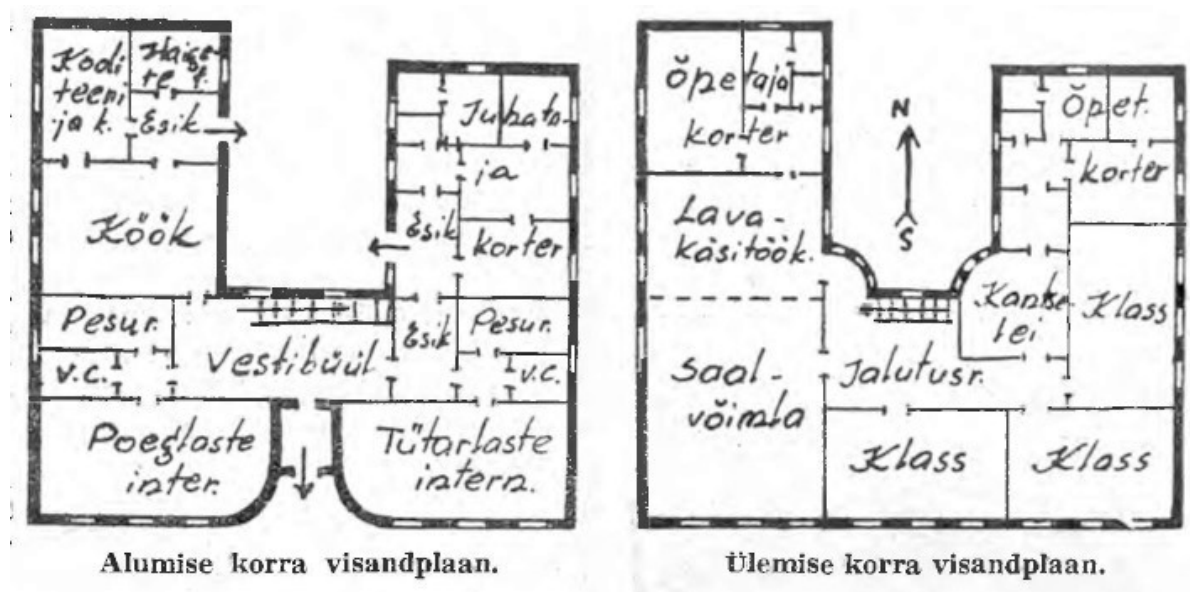 Kodi
teeni
ja k.
Haige
te t.
Esik
Juhata-
ja
korter
Köök
Esik
Pesur.
v.c.
Vestibüül
Esik
Pesur.
v.c.
Poeglaste
inter.
Tütarlaste
intern.
Alumise korra visandplaan.
Õpetaja
korter
N
S
Õpet.
korter
Lava-
käsitöök.
Kantse-
lei
Klass
Saal-
võimla
Jalutusr.
Klass
Klass
Ülemise korra visandplaan.